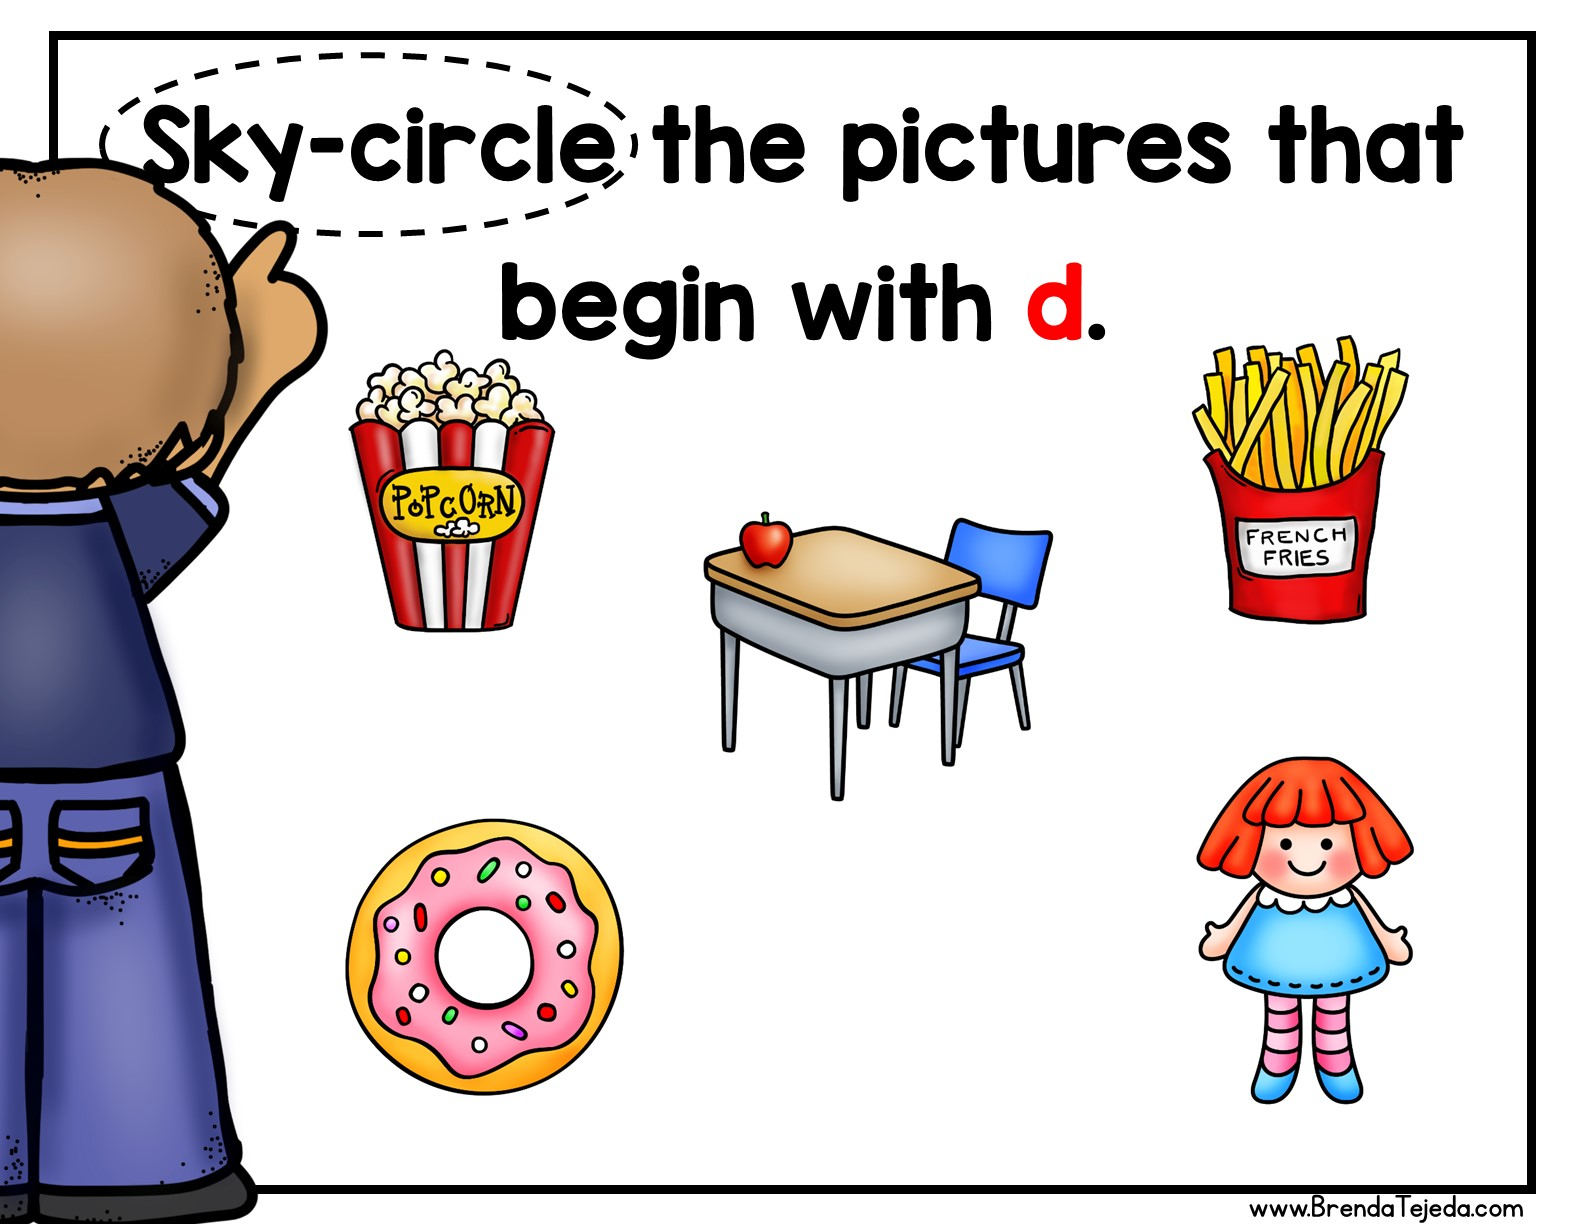 Sky-circle the pictures that
begin with d.
POPCORN
FRENCH
FRIES
www.BrendaTejeda.com